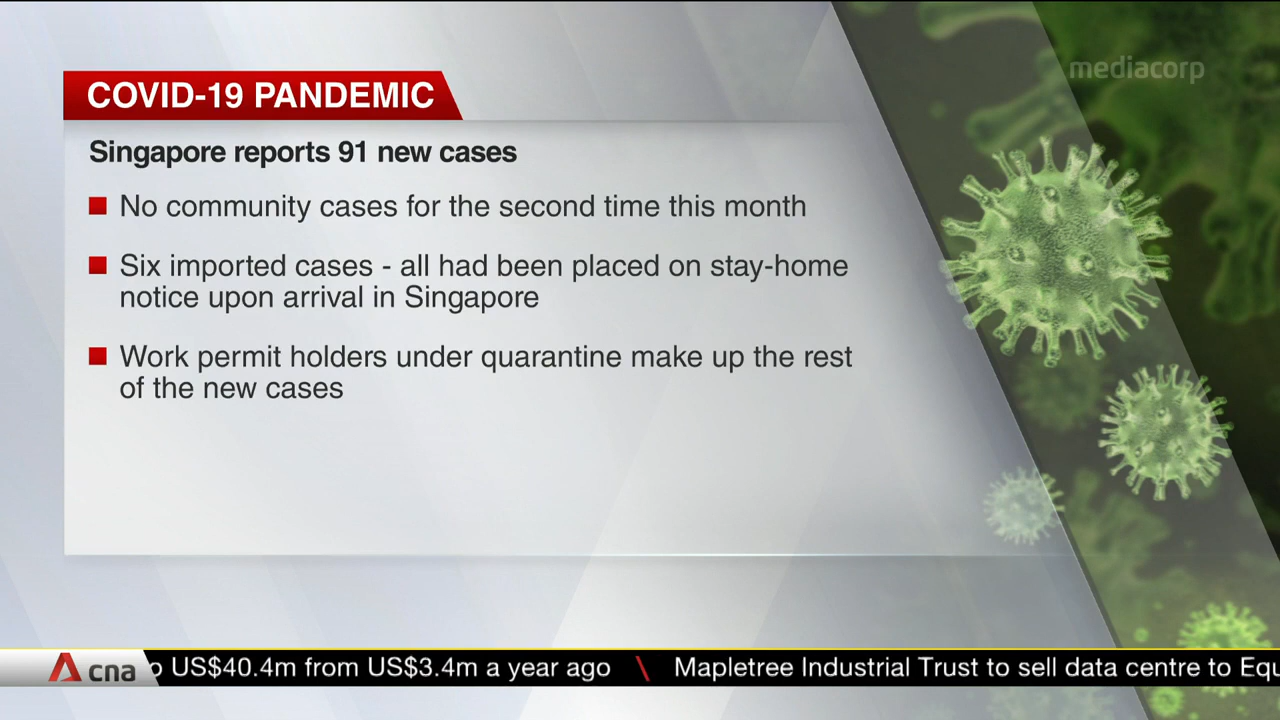 mediacorp
COVID-19 PANDEMIC
Singapore reports 91 new cases
No community cases for the second time this month
Six imported cases - all had been placed on stay-home
notice upon arrival in Singapore
Work permit holders under quarantine make up the rest
of the new cases
cna
US$40.4m from US$3.4m a year ago \ Mapletree Industrial Trust to sell data centre to